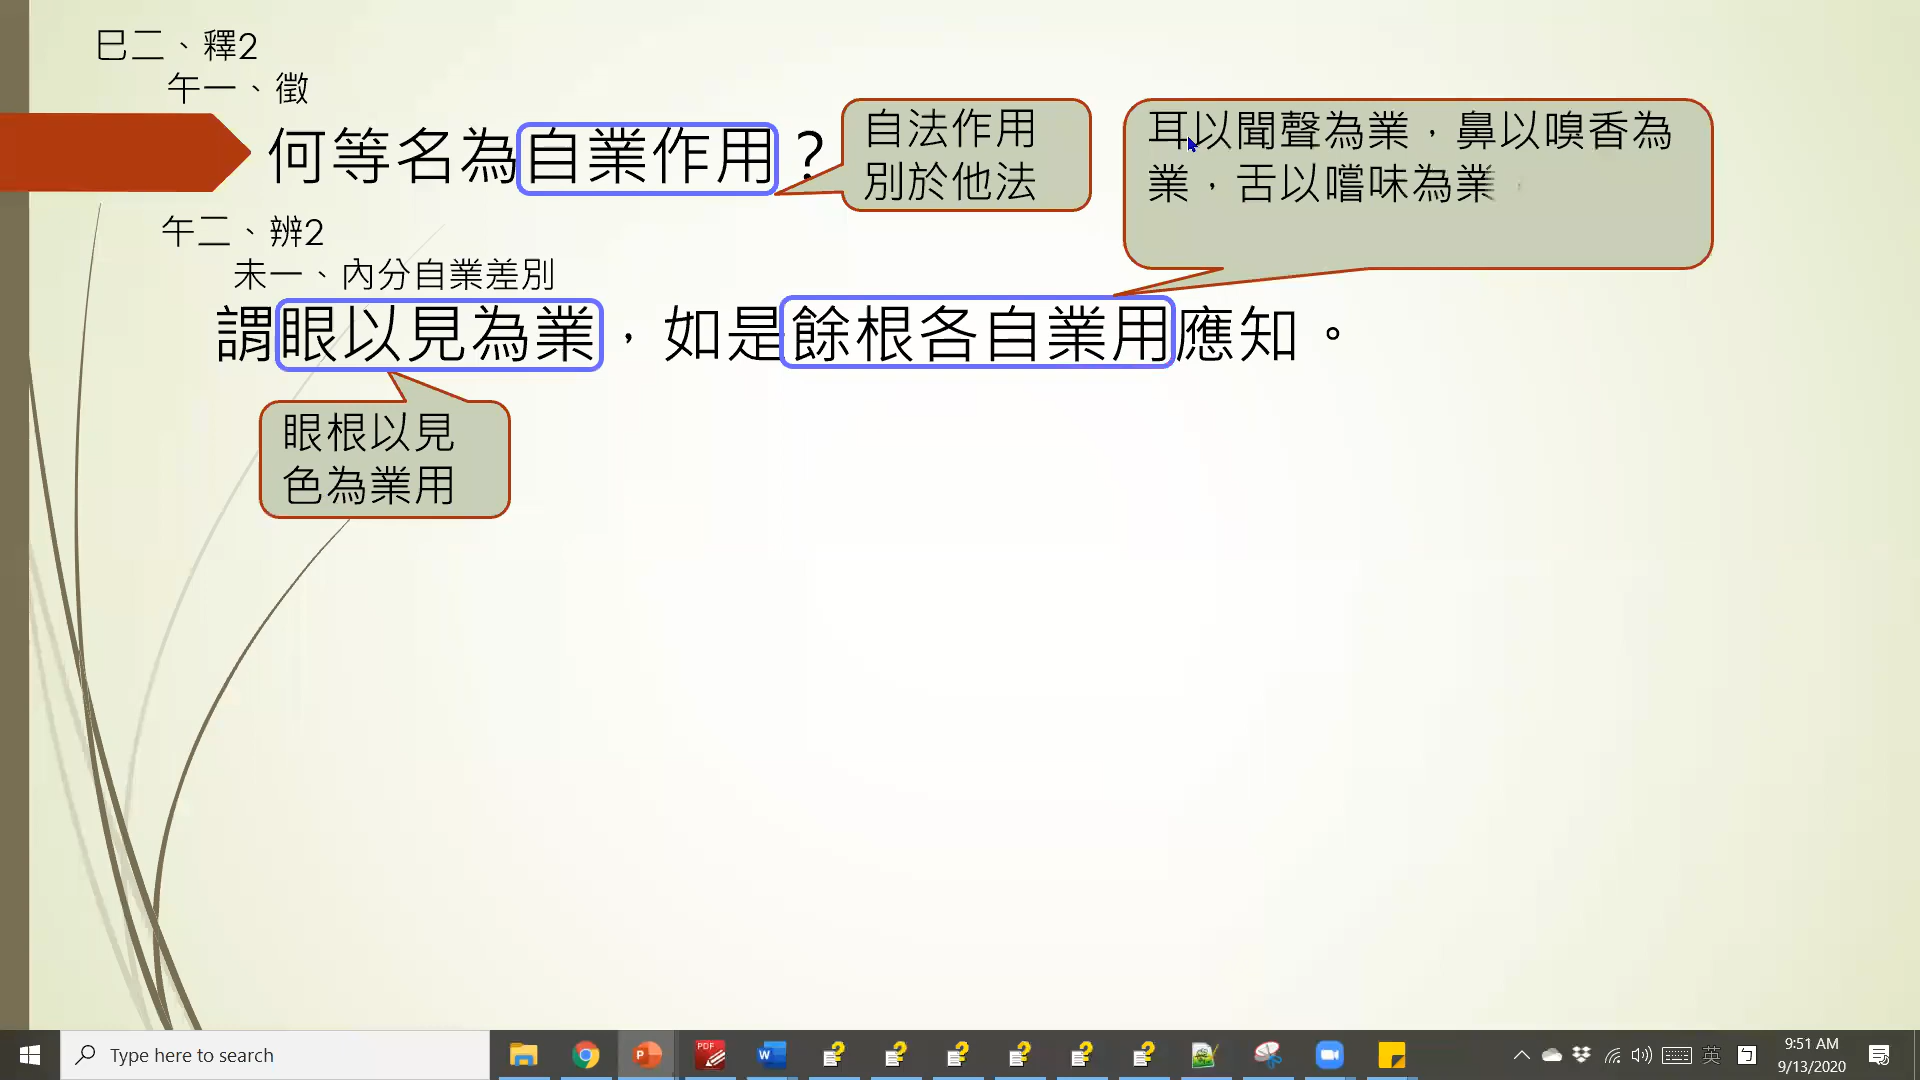 巳二、釋2
午一、徵
何等名為自業作用？
自法作用
別於他法
耳以聞聲為業，鼻以嗅香為
業，舌以嚐味為業，
午二、辨2
未一、內分自業差別
謂眼以見為業，如是餘根各自業用應知。
眼根以見
色為業用
Type here to search
英
9:51 AM
9/13/2020